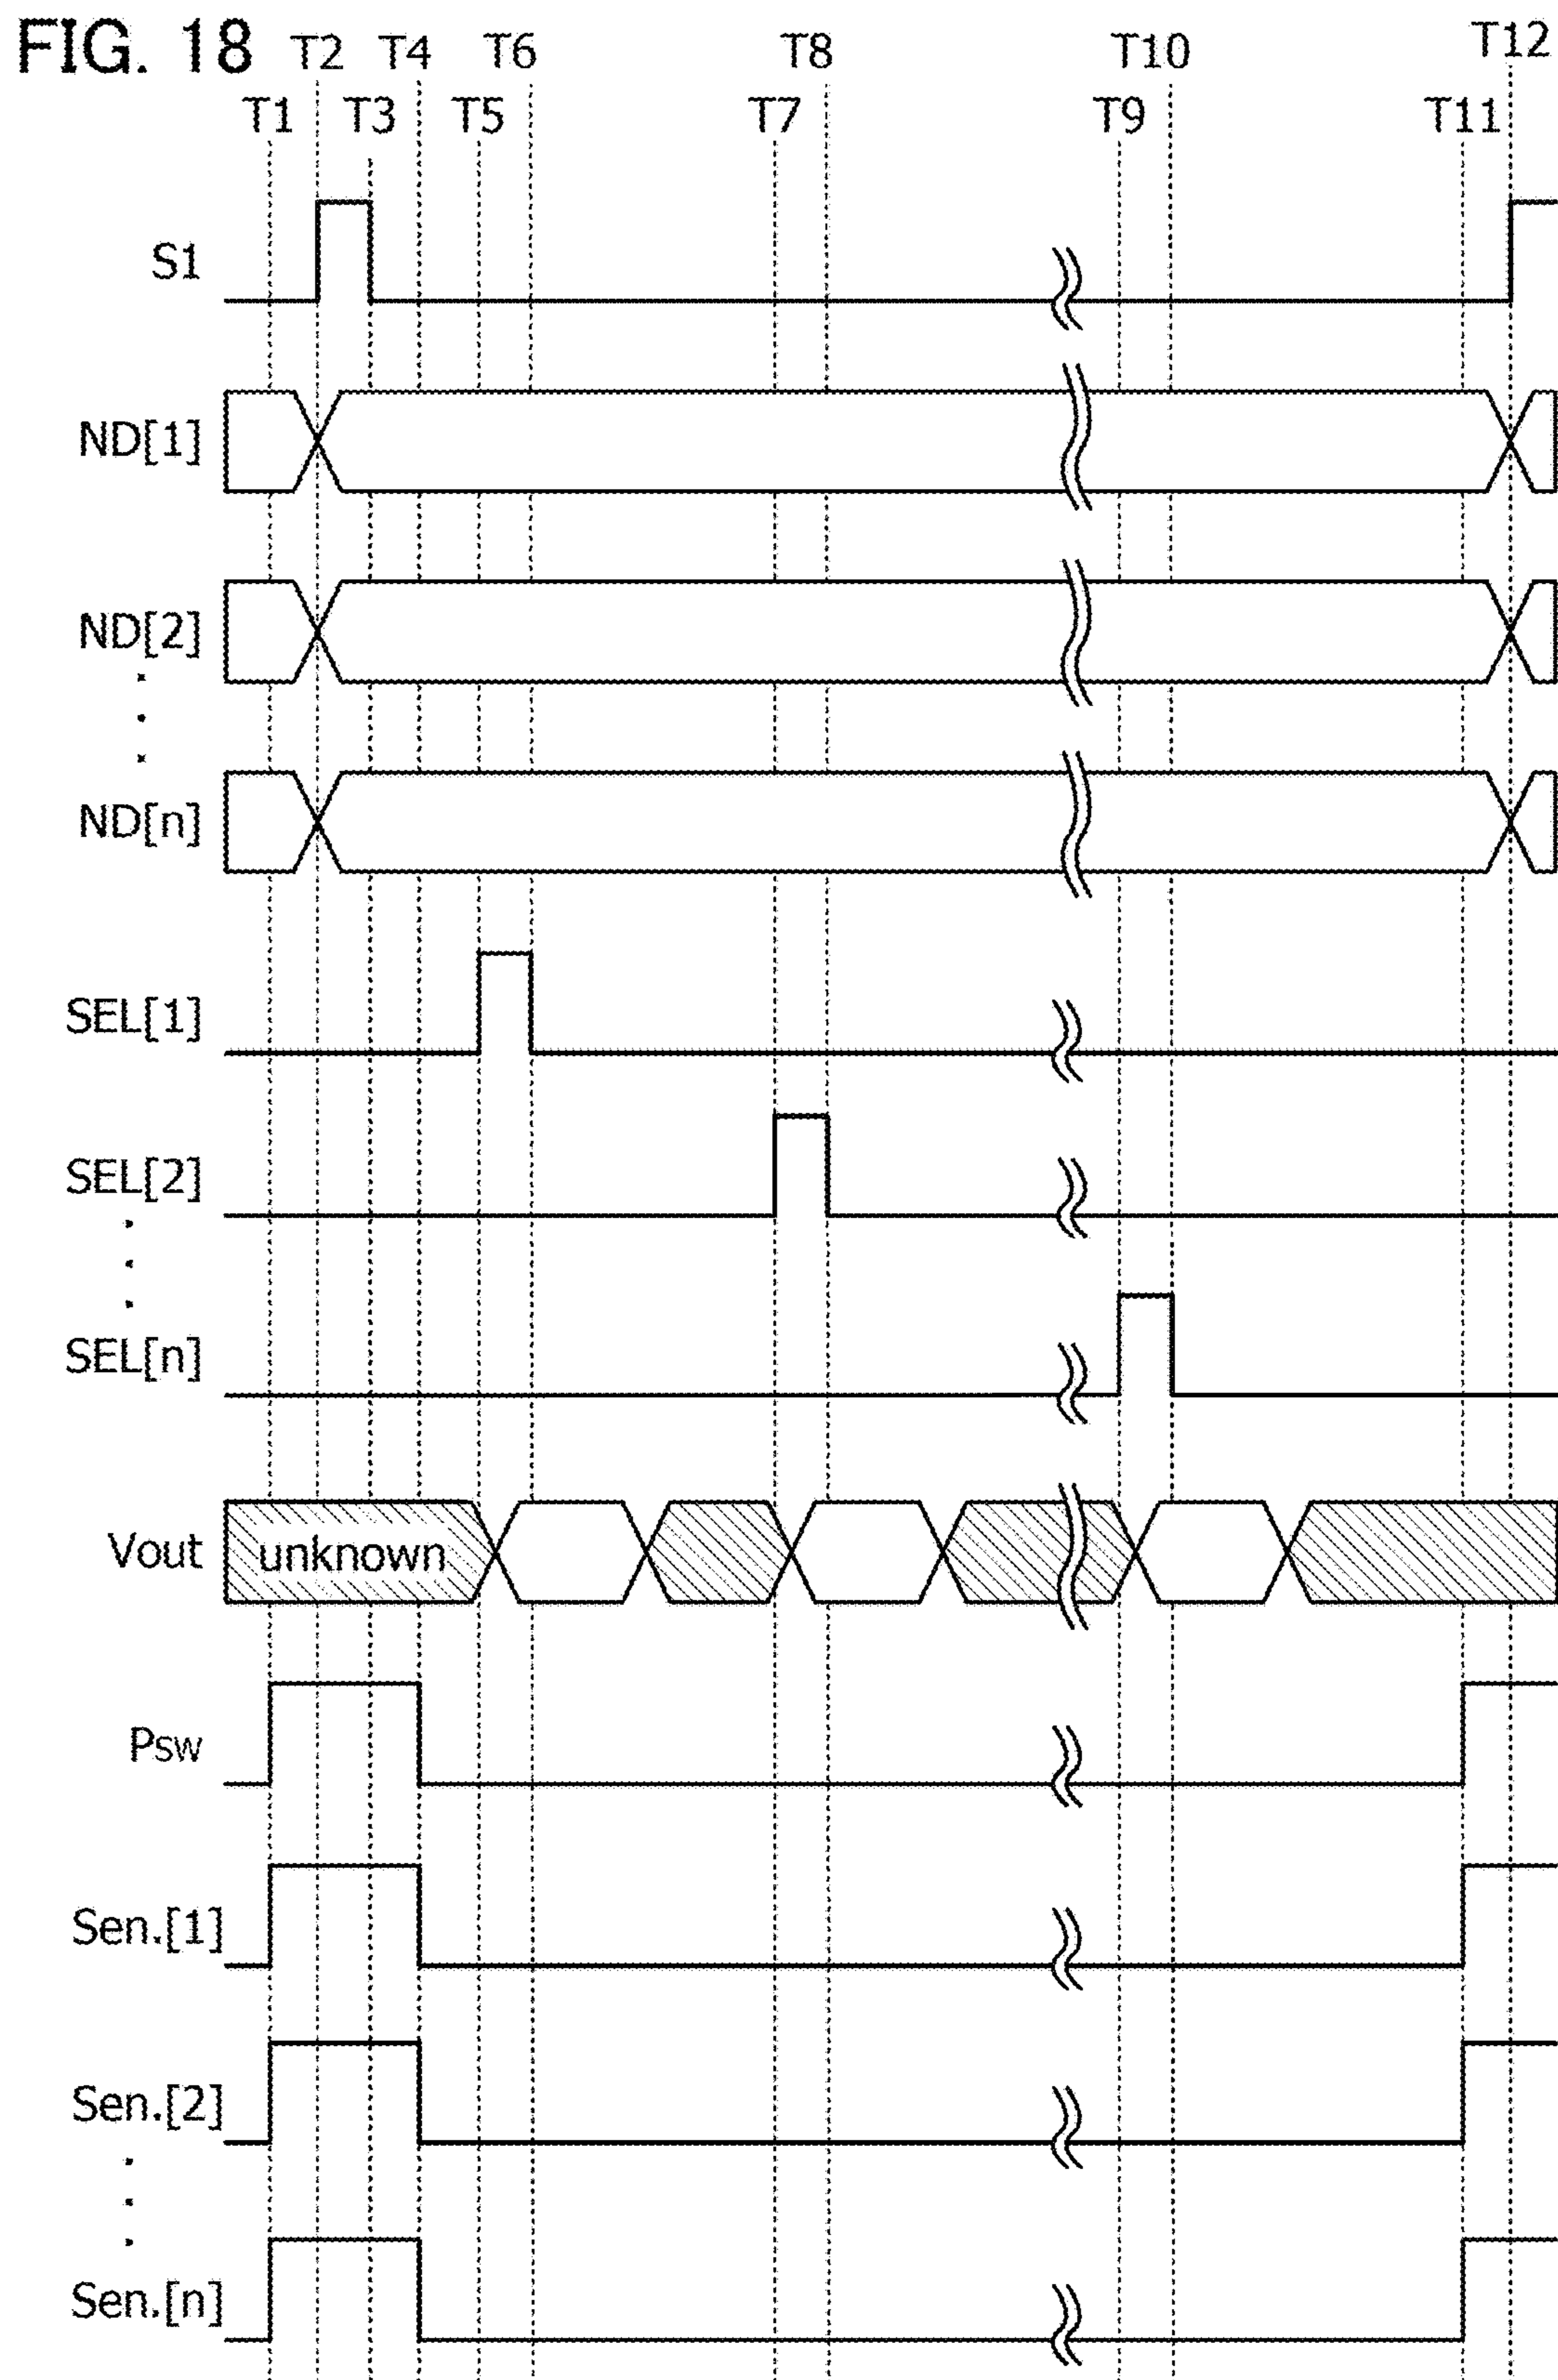 FIG. 18
T2 T4 T6 T8 T10 T12
T1 T3 T5 T7 T9 T11
S1
ND[1]
ND[2]
ND[n]
SEL[1]
SEL[2]
SEL[n]
Vout unknown
Psw
Sen.[1]
Sen.[2]
Sen.[n]